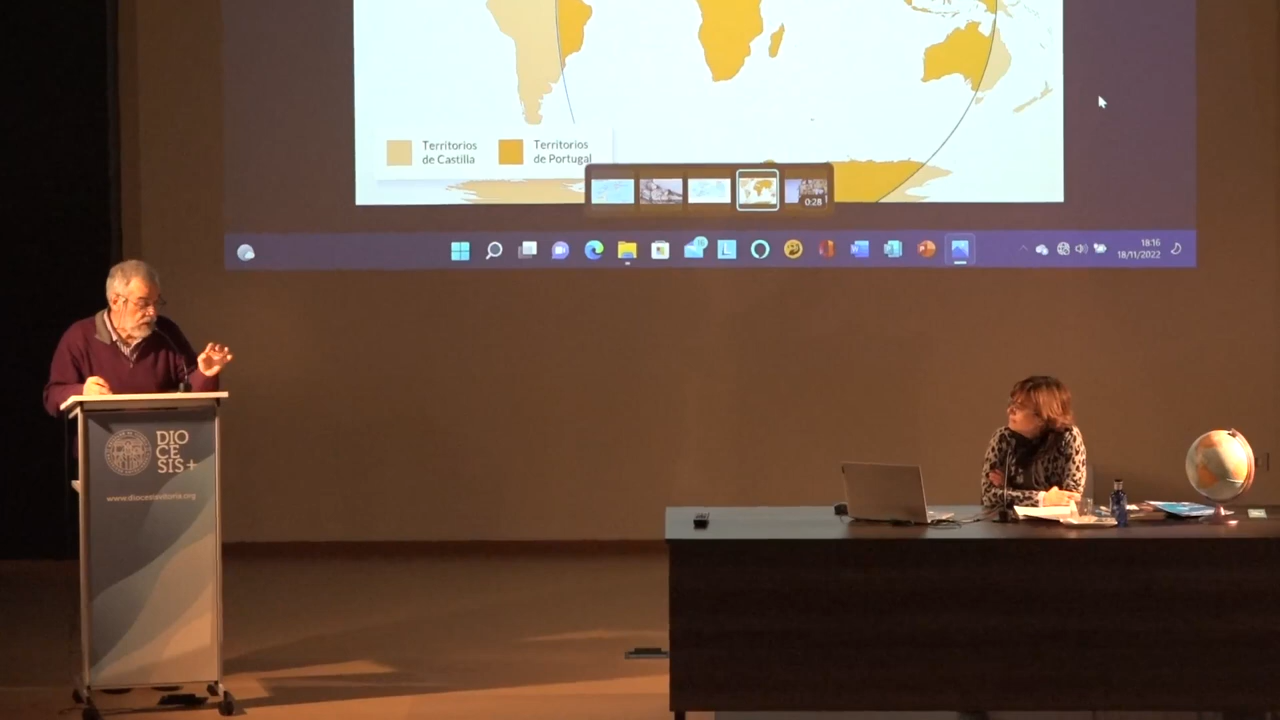 Territorios
de Castilla
Territorios
de Portugal
0:28
18:16
18/11/2022
DIO
CE
SIS+
www.diocesisvitoria.org